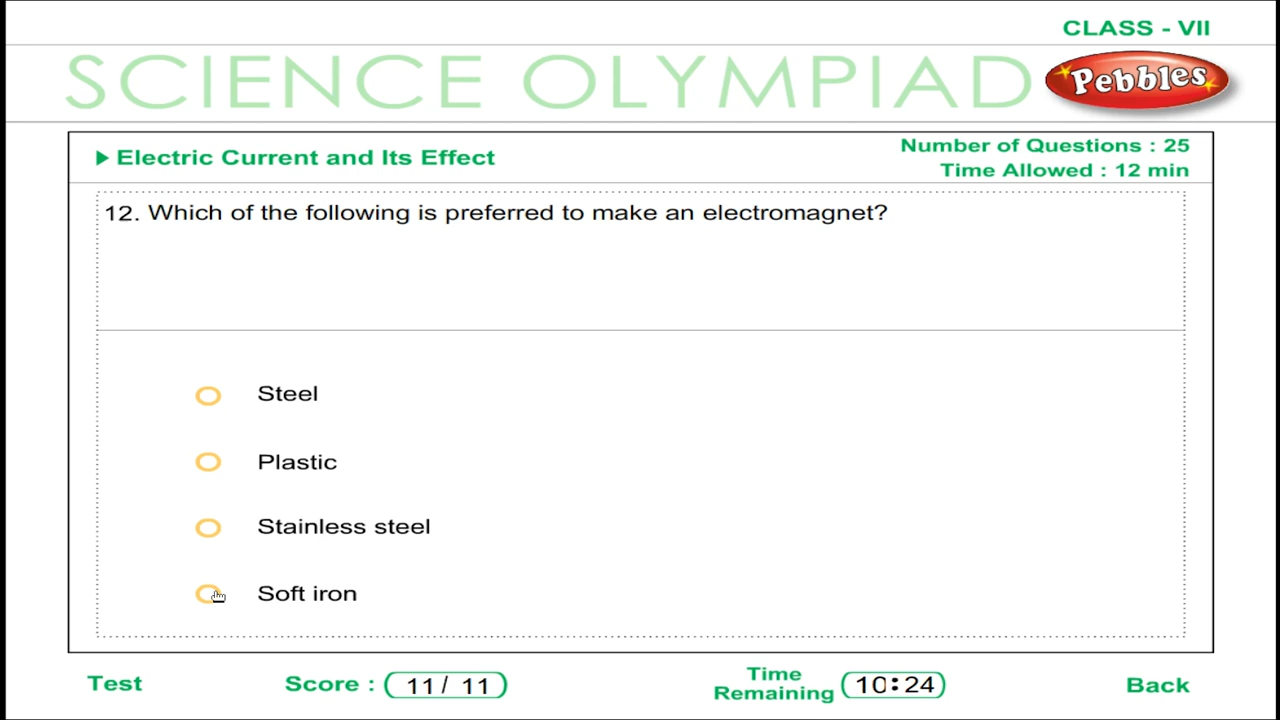 CLASS - VII
SCIENCE OLYMPIAD
Pebbles
Electric Current and Its Effect
Number of Questions : 25
Time Allowed : 12 min
12. Which of the following is preferred to make an electromagnet?
Steel
Plastic
Stainless steel
Soft iron
Test
Score : 11 / 11
Time
Remaining 10:24
Back